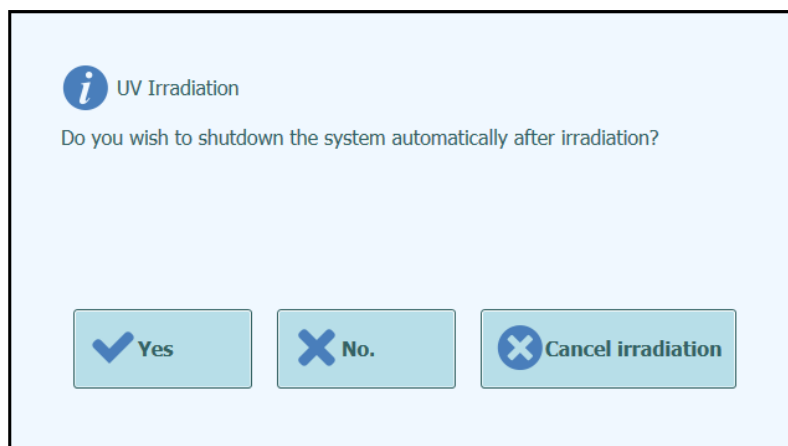 UV Irradiation
Do you wish to shutdown the system automatically after irradiation?
Yes
No.
Cancel irradiation